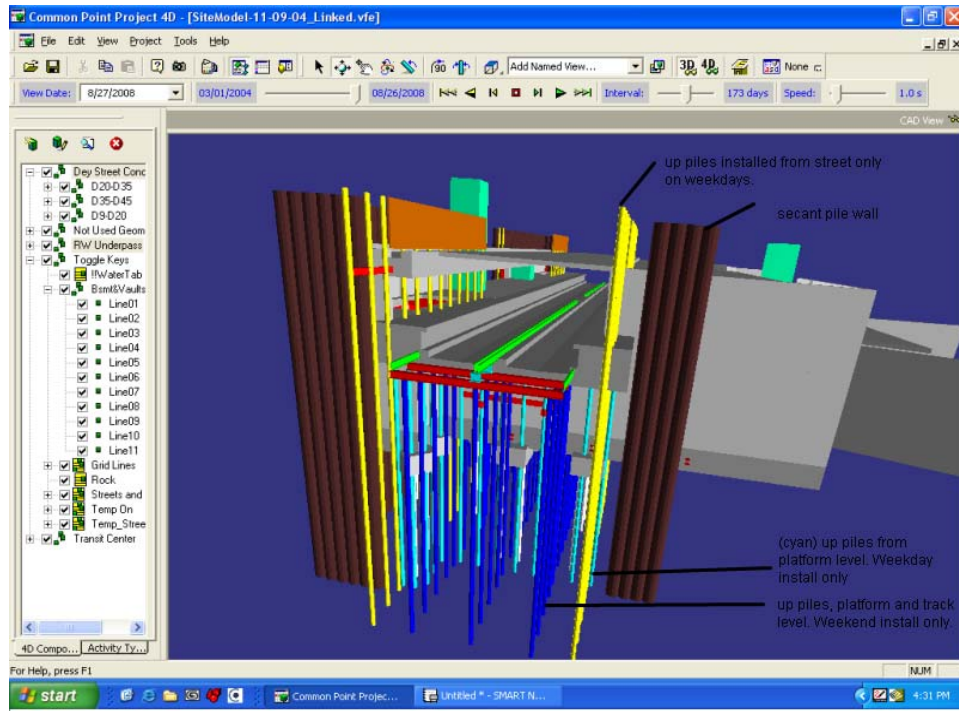 Common Point Project 4D - [SiteModel-11-09-04_Linked.vfe]
File Edit View Project Tools Help
Add Named View... 3D 4D None
View Date: 8/27/2008 03/01/2004 08/26/2008 Interval: 173 days Speed: 1.0 s
CAD View
Dey Street Conc
D20-D35
D35-D45
D9-D20
Not Used Geom
RW Underpass
Toggle Keys
!!WaterTab
Bsmt&Vaults
Line01
Line02
Line03
Line04
Line05
Line06
Line07
Line08
Line09
Line10
Line11
Grid Lines
Rock
Streets and
Temp On
Temp_Stree
Transit Center
4D Compo... Activity Ty...
up piles installed from street only
on weekdays.
secant pile wall
(cyan) up piles from
platform level. Weekday
install only
up piles, platform and track
level. Weekend install only.
For Help, press F1
NUM
start Common Point Projec... Untitled * - SMART N... 4:31 PM